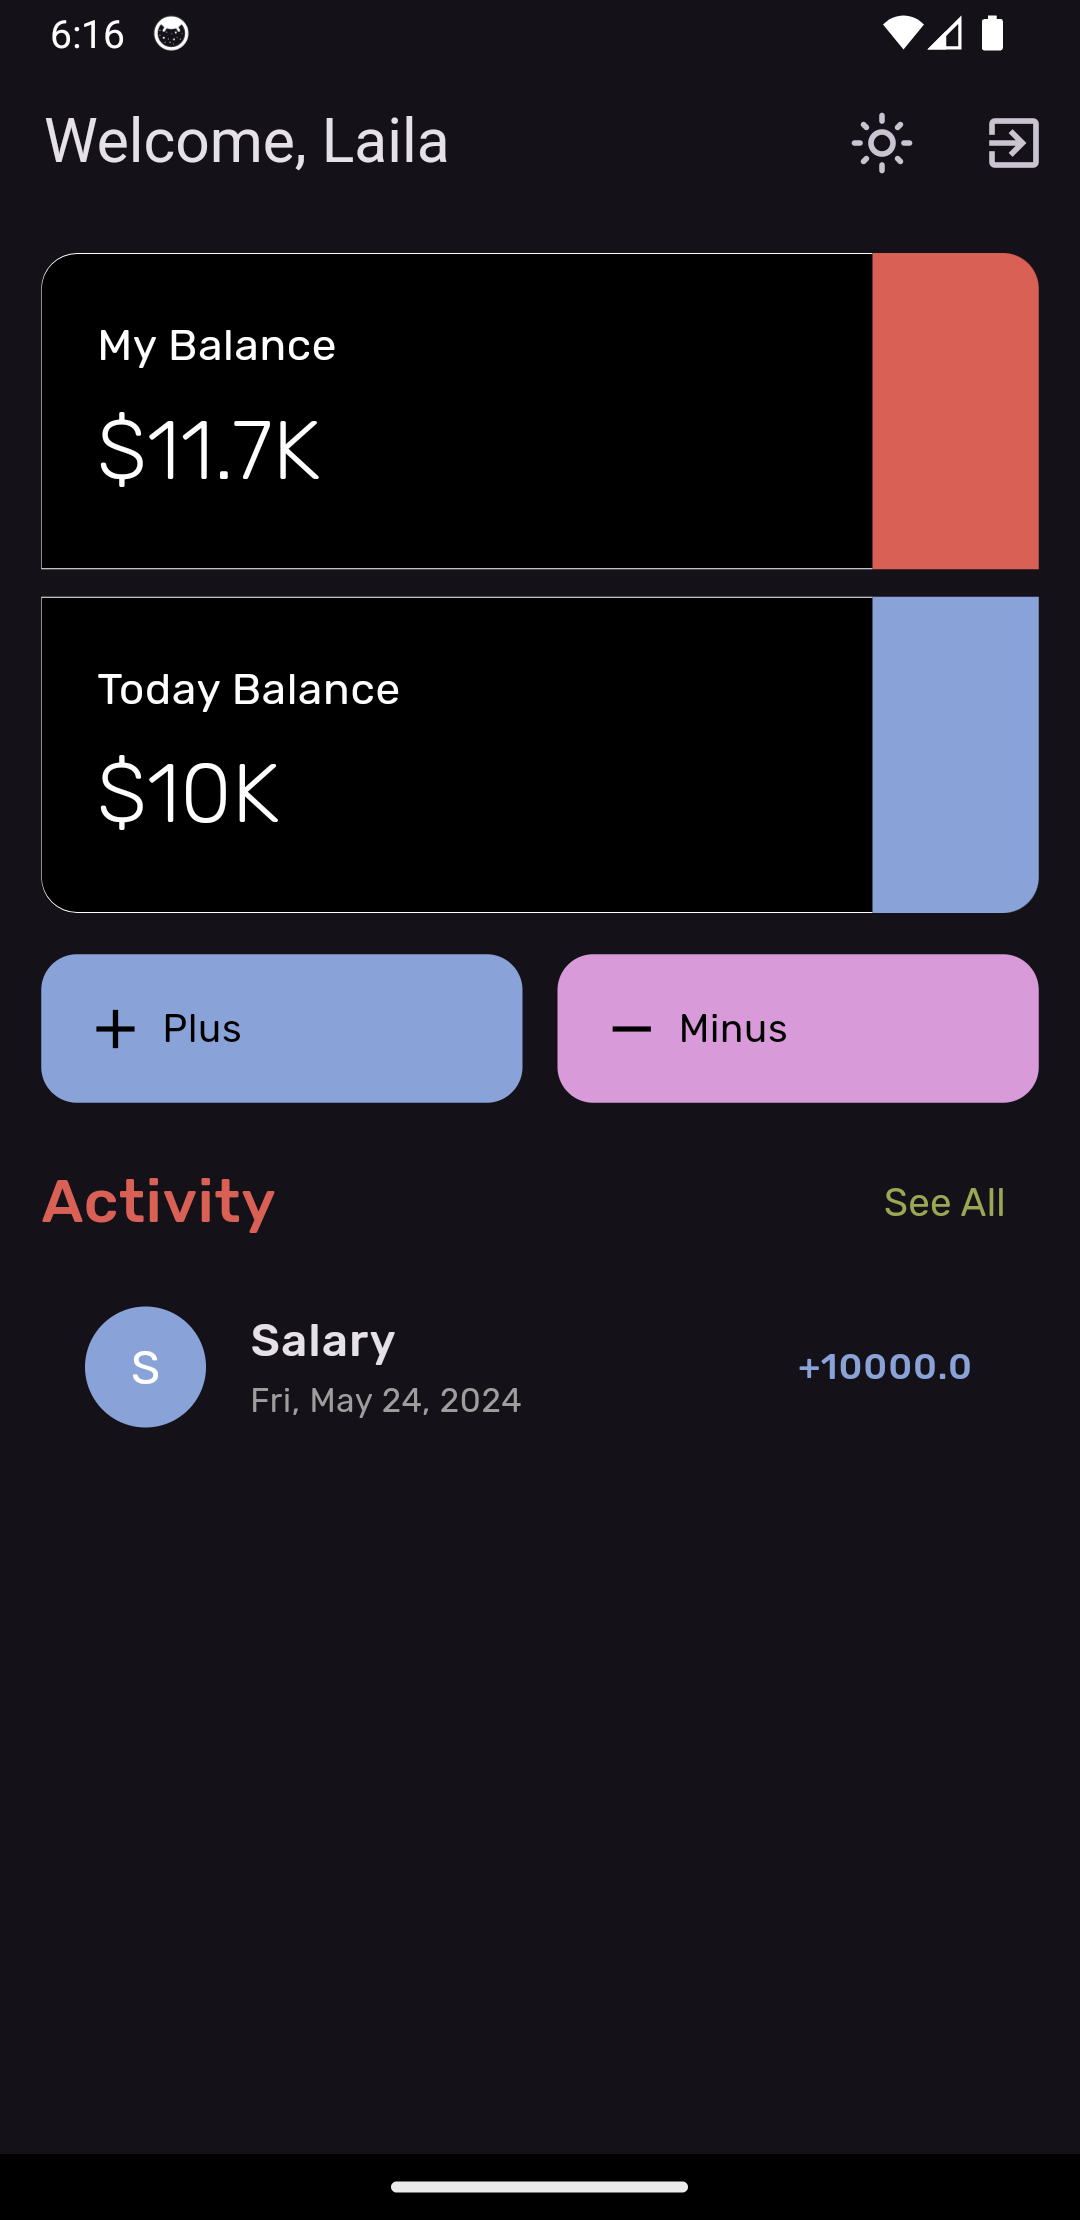 6:16
Welcome, Laila
My Balance
$11.7K
Today Balance
$10K
Plus
Minus
Activity
See All
S
Salary
Fri, May 24, 2024
+10000.0